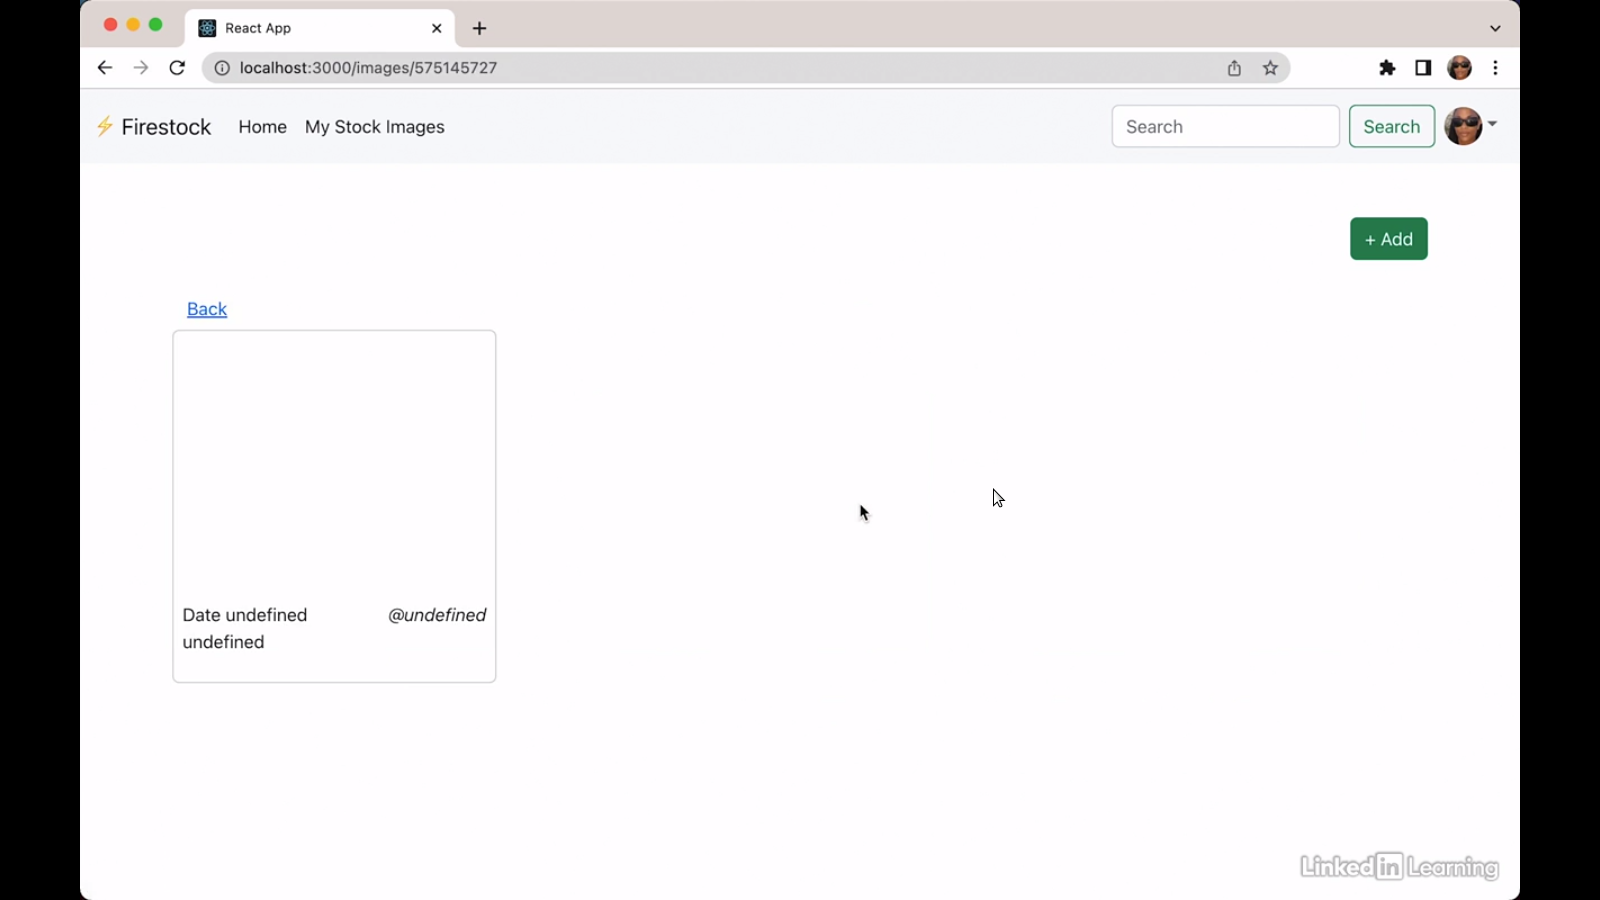 React App
localhost:3000/images/575145727
⚡ Firestock
Home
My Stock Images
Search
Search
+ Add
Back
Date undefined
@undefined
undefined
LinkedIn Learning